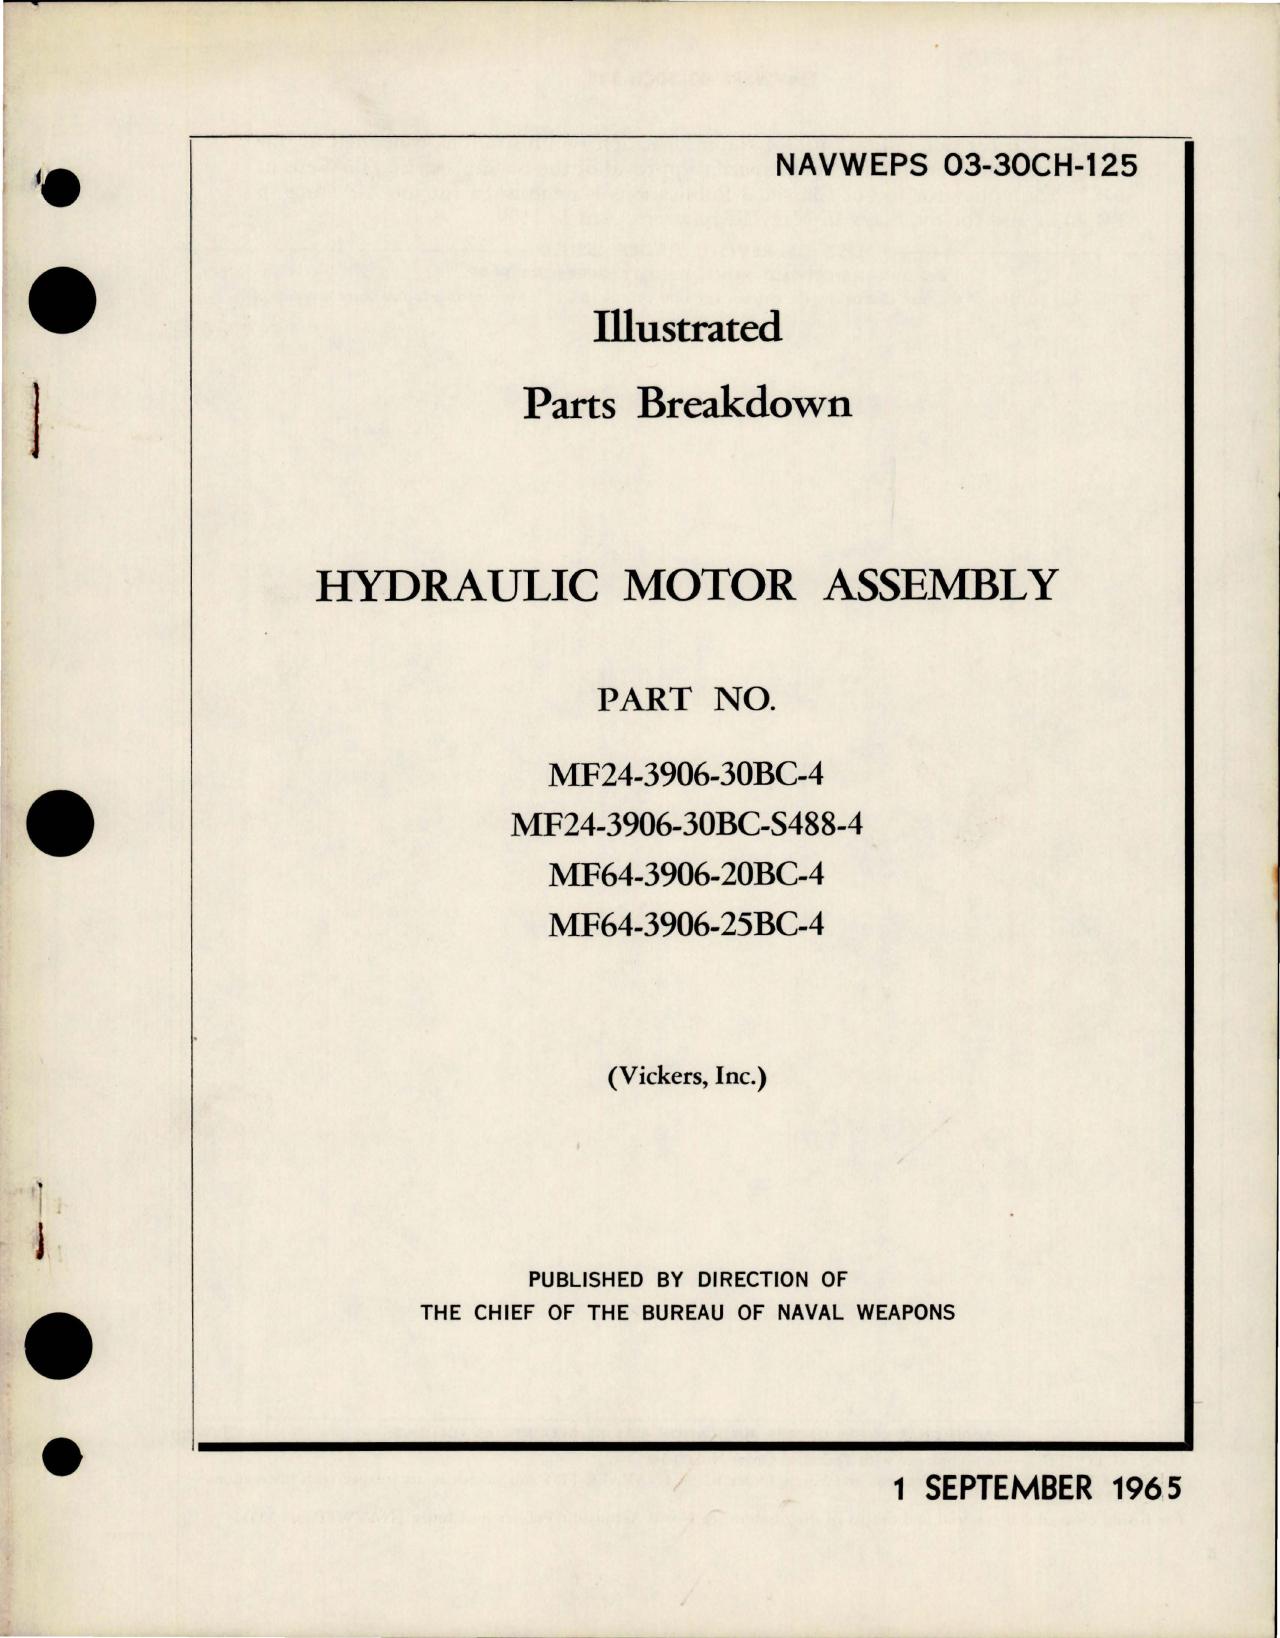 NAVWEPS 03-30CH-125
Illustrated
Parts Breakdown
HYDRAULIC MOTOR ASSEMBLY
PART NO.
MF24-3906-30BC-4
MF24-3906-30BC-S488-4
MF64-3906-20BC-4
MF64-3906-25BC-4
(Vickers, Inc.)
PUBLISHED BY DIRECTION OF
THE CHIEF OF THE BUREAU OF NAVAL WEAPONS
1 SEPTEMBER 1965